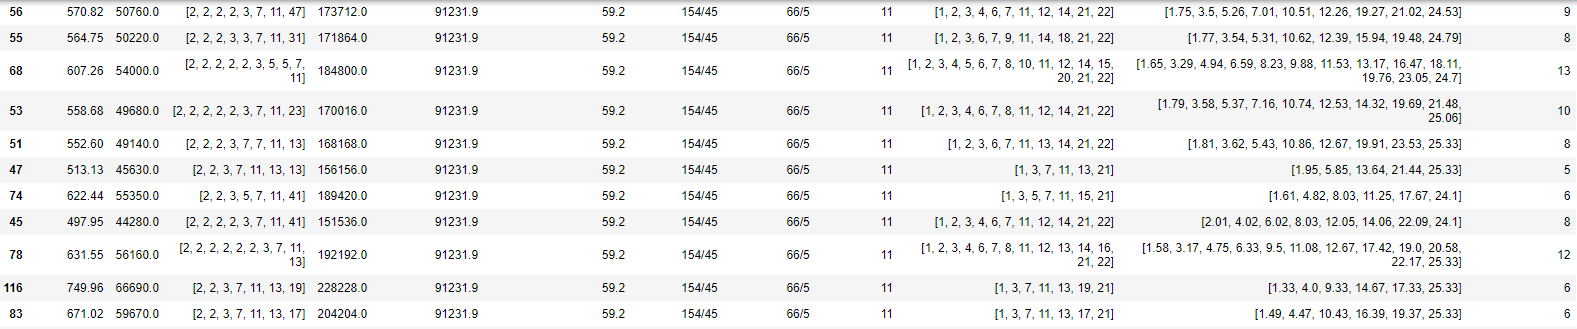 56 570.82 50760.0 [2, 2, 2, 2, 3, 7, 11, 47] 173712.0 91231.9 59.2 154/45 66/5 11 [1, 2, 3, 4, 6, 7, 11, 12, 14, 21, 22] [1.75, 3.5, 5.26, 7.01, 10.51, 12.26, 19.27, 21.02, 24.53] 9
55 564.75 50220.0 [2, 2, 2, 3, 3, 7, 11, 31] 171864.0 91231.9 59.2 154/45 66/5 11 [1, 2, 3, 6, 7, 9, 11, 14, 18, 21, 22] [1.77, 3.54, 5.31, 10.62, 12.39, 15.94, 19.48, 24.79] 8
68 607.26 54000.0 [2, 2, 2, 2, 2, 3, 5, 5, 7, 184800.0 91231.9 59.2 154/45 66/5 11 [1, 2, 3, 4, 5, 6, 7, 8, 10, 11, 12, 14, 15, [1.65, 3.29, 4.94, 6.59, 8.23, 9.88, 11.53, 13.17, 16.47, 18.11, 13
11] 20, 21, 22] 19.76, 23.05, 24.7]
53 558.68 49680.0 [2, 2, 2, 2, 2, 3, 7, 11, 23] 170016.0 91231.9 59.2 154/45 66/5 11 [1, 2, 3, 4, 6, 7, 8, 11, 12, 14, 21, 22] [1.79, 3.58, 5.37, 7.16, 10.74, 12.53, 14.32, 19.69, 21.48, 10
25.06]
51 552.60 49140.0 [2, 2, 2, 3, 7, 7, 11, 13] 168168.0 91231.9 59.2 154/45 66/5 11 [1, 2, 3, 6, 7, 11, 13, 14, 21, 22] [1.81, 3.62, 5.43, 10.86, 12.67, 19.91, 23.53, 25.33] 8
47 513.13 45630.0 [2, 2, 3, 7, 11, 13, 13] 156156.0 91231.9 59.2 154/45 66/5 11 [1, 3, 7, 11, 13, 21] [1.95, 5.85, 13.64, 21.44, 25.33] 5
74 622.44 55350.0 [2, 2, 3, 5, 7, 11, 41] 189420.0 91231.9 59.2 154/45 66/5 11 [1, 3, 5, 7, 11, 15, 21] [1.61, 4.82, 8.03, 11.25, 17.67, 24.1] 6
45 497.95 44280.0 [2, 2, 2, 2, 3, 7, 11, 41] 151536.0 91231.9 59.2 154/45 66/5 11 [1, 2, 3, 4, 6, 7, 11, 12, 14, 21, 22] [2.01, 4.02, 6.02, 8.03, 12.05, 14.06, 22.09, 24.1] 8
78 631.55 56160.0 [2, 2, 2, 2, 2, 2, 3, 7, 11, 192192.0 91231.9 59.2 154/45 66/5 11 [1, 2, 3, 4, 6, 7, 8, 11, 12, 13, 14, 16, [1.58, 3.17, 4.75, 6.33, 9.5, 11.08, 12.67, 17.42, 19.0, 20.58, 12
13] 21, 22] 22.17, 25.33]
116 749.96 66690.0 [2, 2, 3, 7, 11, 13, 19] 228228.0 91231.9 59.2 154/45 66/5 11 [1, 3, 7, 11, 13, 19, 21] [1.33, 4.0, 9.33, 14.67, 17.33, 25.33] 6
83 671.02 59670.0 [2, 2, 3, 7, 11, 13, 17] 204204.0 91231.9 59.2 154/45 66/5 11 [1, 3, 7, 11, 13, 17, 21] [1.49, 4.47, 10.43, 16.39, 19.37, 25.33] 6